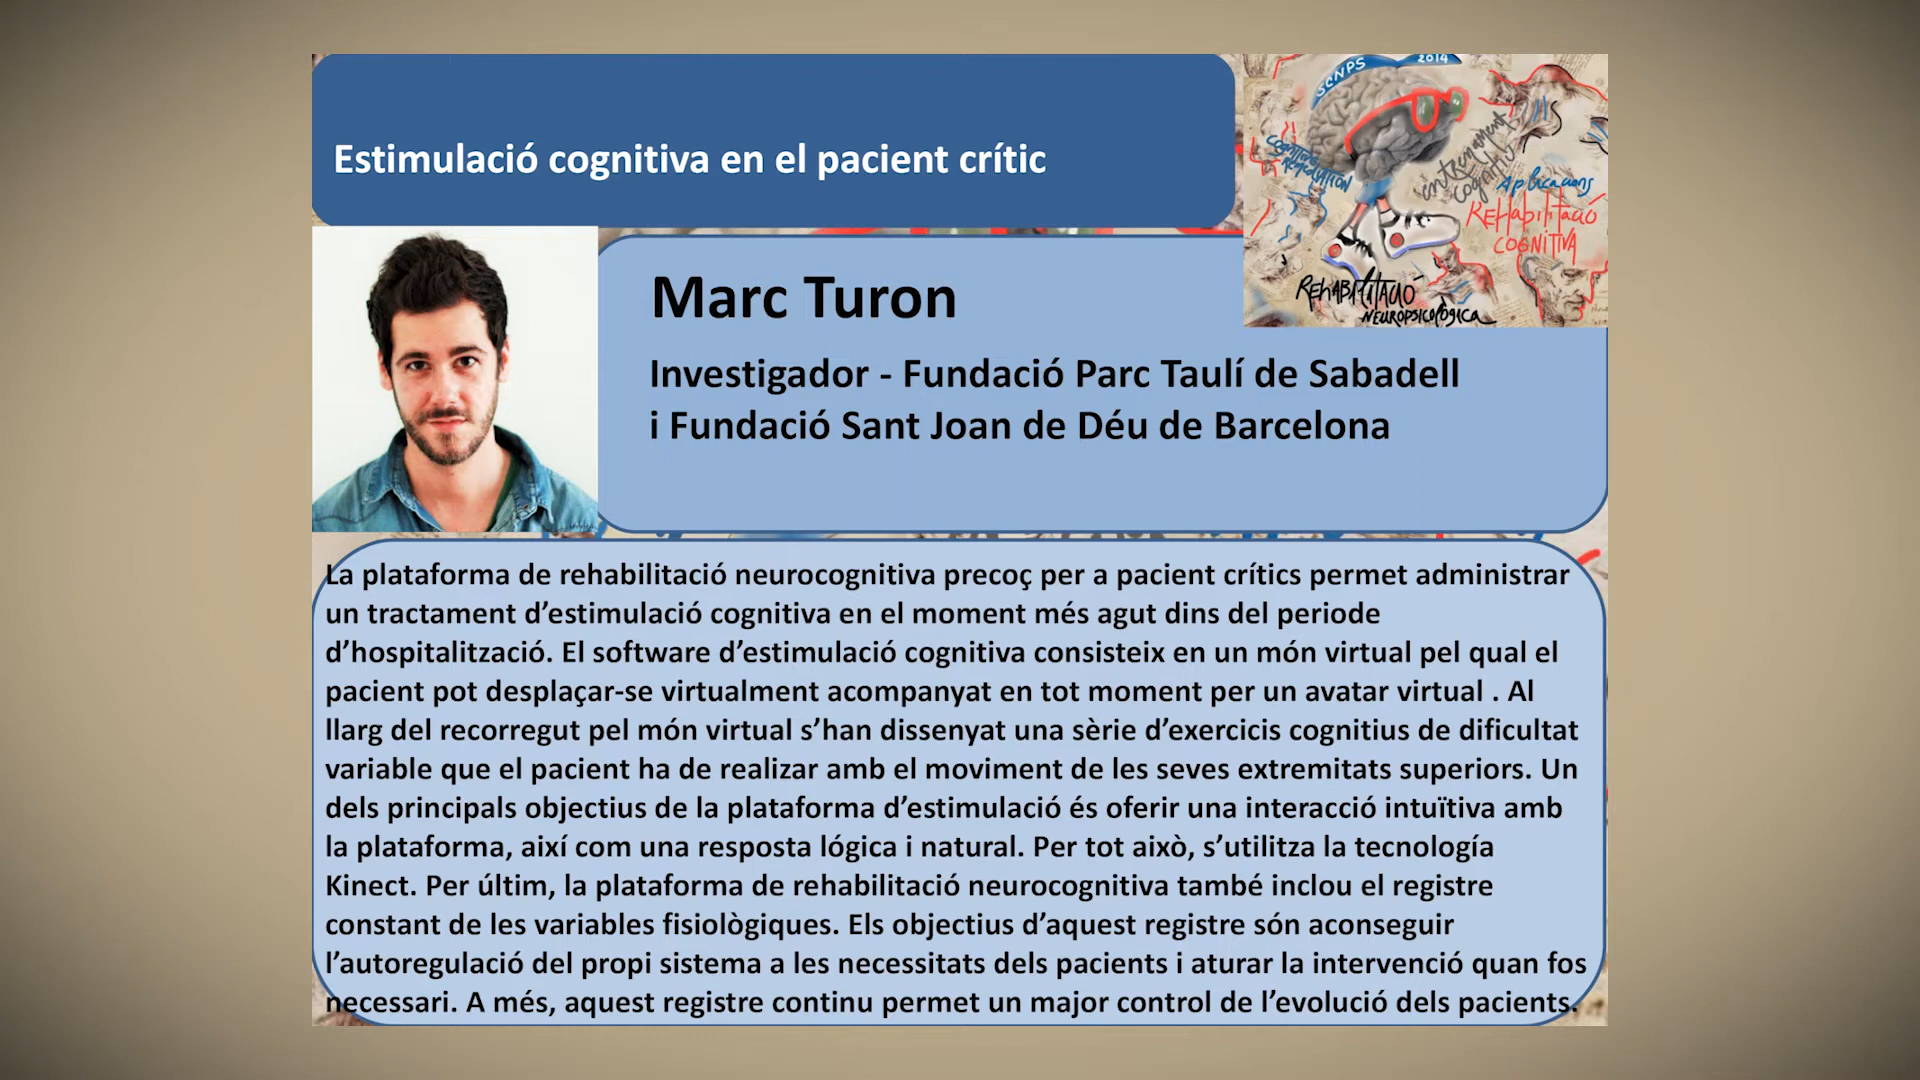 Estimulació cognitiva en el pacient crític
SCNPS 2014
COGNITIVE REMEDIATION
entrenament
cognitiu
Aplicacions
REHabilitació
COGNITIVA
REHABILITACIÓ
NEUROPSICOlÒGICA
Marc Turon
Investigador - Fundació Parc Taulí de Sabadell
i Fundació Sant Joan de Déu de Barcelona
La plataforma de rehabilitació neurocognitiva precoç per a pacient crítics permet administrar
un tractament d’estimulació cognitiva en el moment més agut dins del periode
d’hospitalització. El software d’estimulació cognitiva consisteix en un món virtual pel qual el
pacient pot desplaçar-se virtualment acompanyat en tot moment per un avatar virtual . Al
llarg del recorregut pel món virtual s’han dissenyat una sèrie d’exercicis cognitius de dificultat
variable que el pacient ha de realizar amb el moviment de les seves extremitats superiors. Un
dels principals objectius de la plataforma d’estimulació és oferir una interacció intuïtiva amb
la plataforma, així com una resposta lógica i natural. Per tot això, s’utilitza la tecnología
Kinect. Per últim, la plataforma de rehabilitació neurocognitiva també inclou el registre
constant de les variables fisiològiques. Els objectius d’aquest registre són aconseguir
l’autoregulació del propi sistema a les necessitats dels pacients i aturar la intervenció quan fos
necessari. A més, aquest registre continu permet un major control de l’evolució dels pacients.